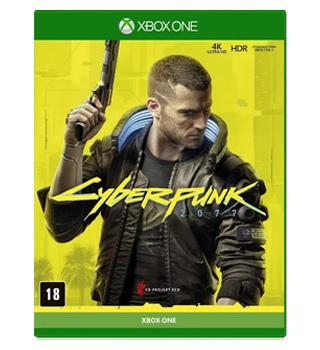 XBOX ONE
4K
ULTRA HD
HDR
CYBERPUNK
2077
CD PROJEKT RED
18
XBOX ONE